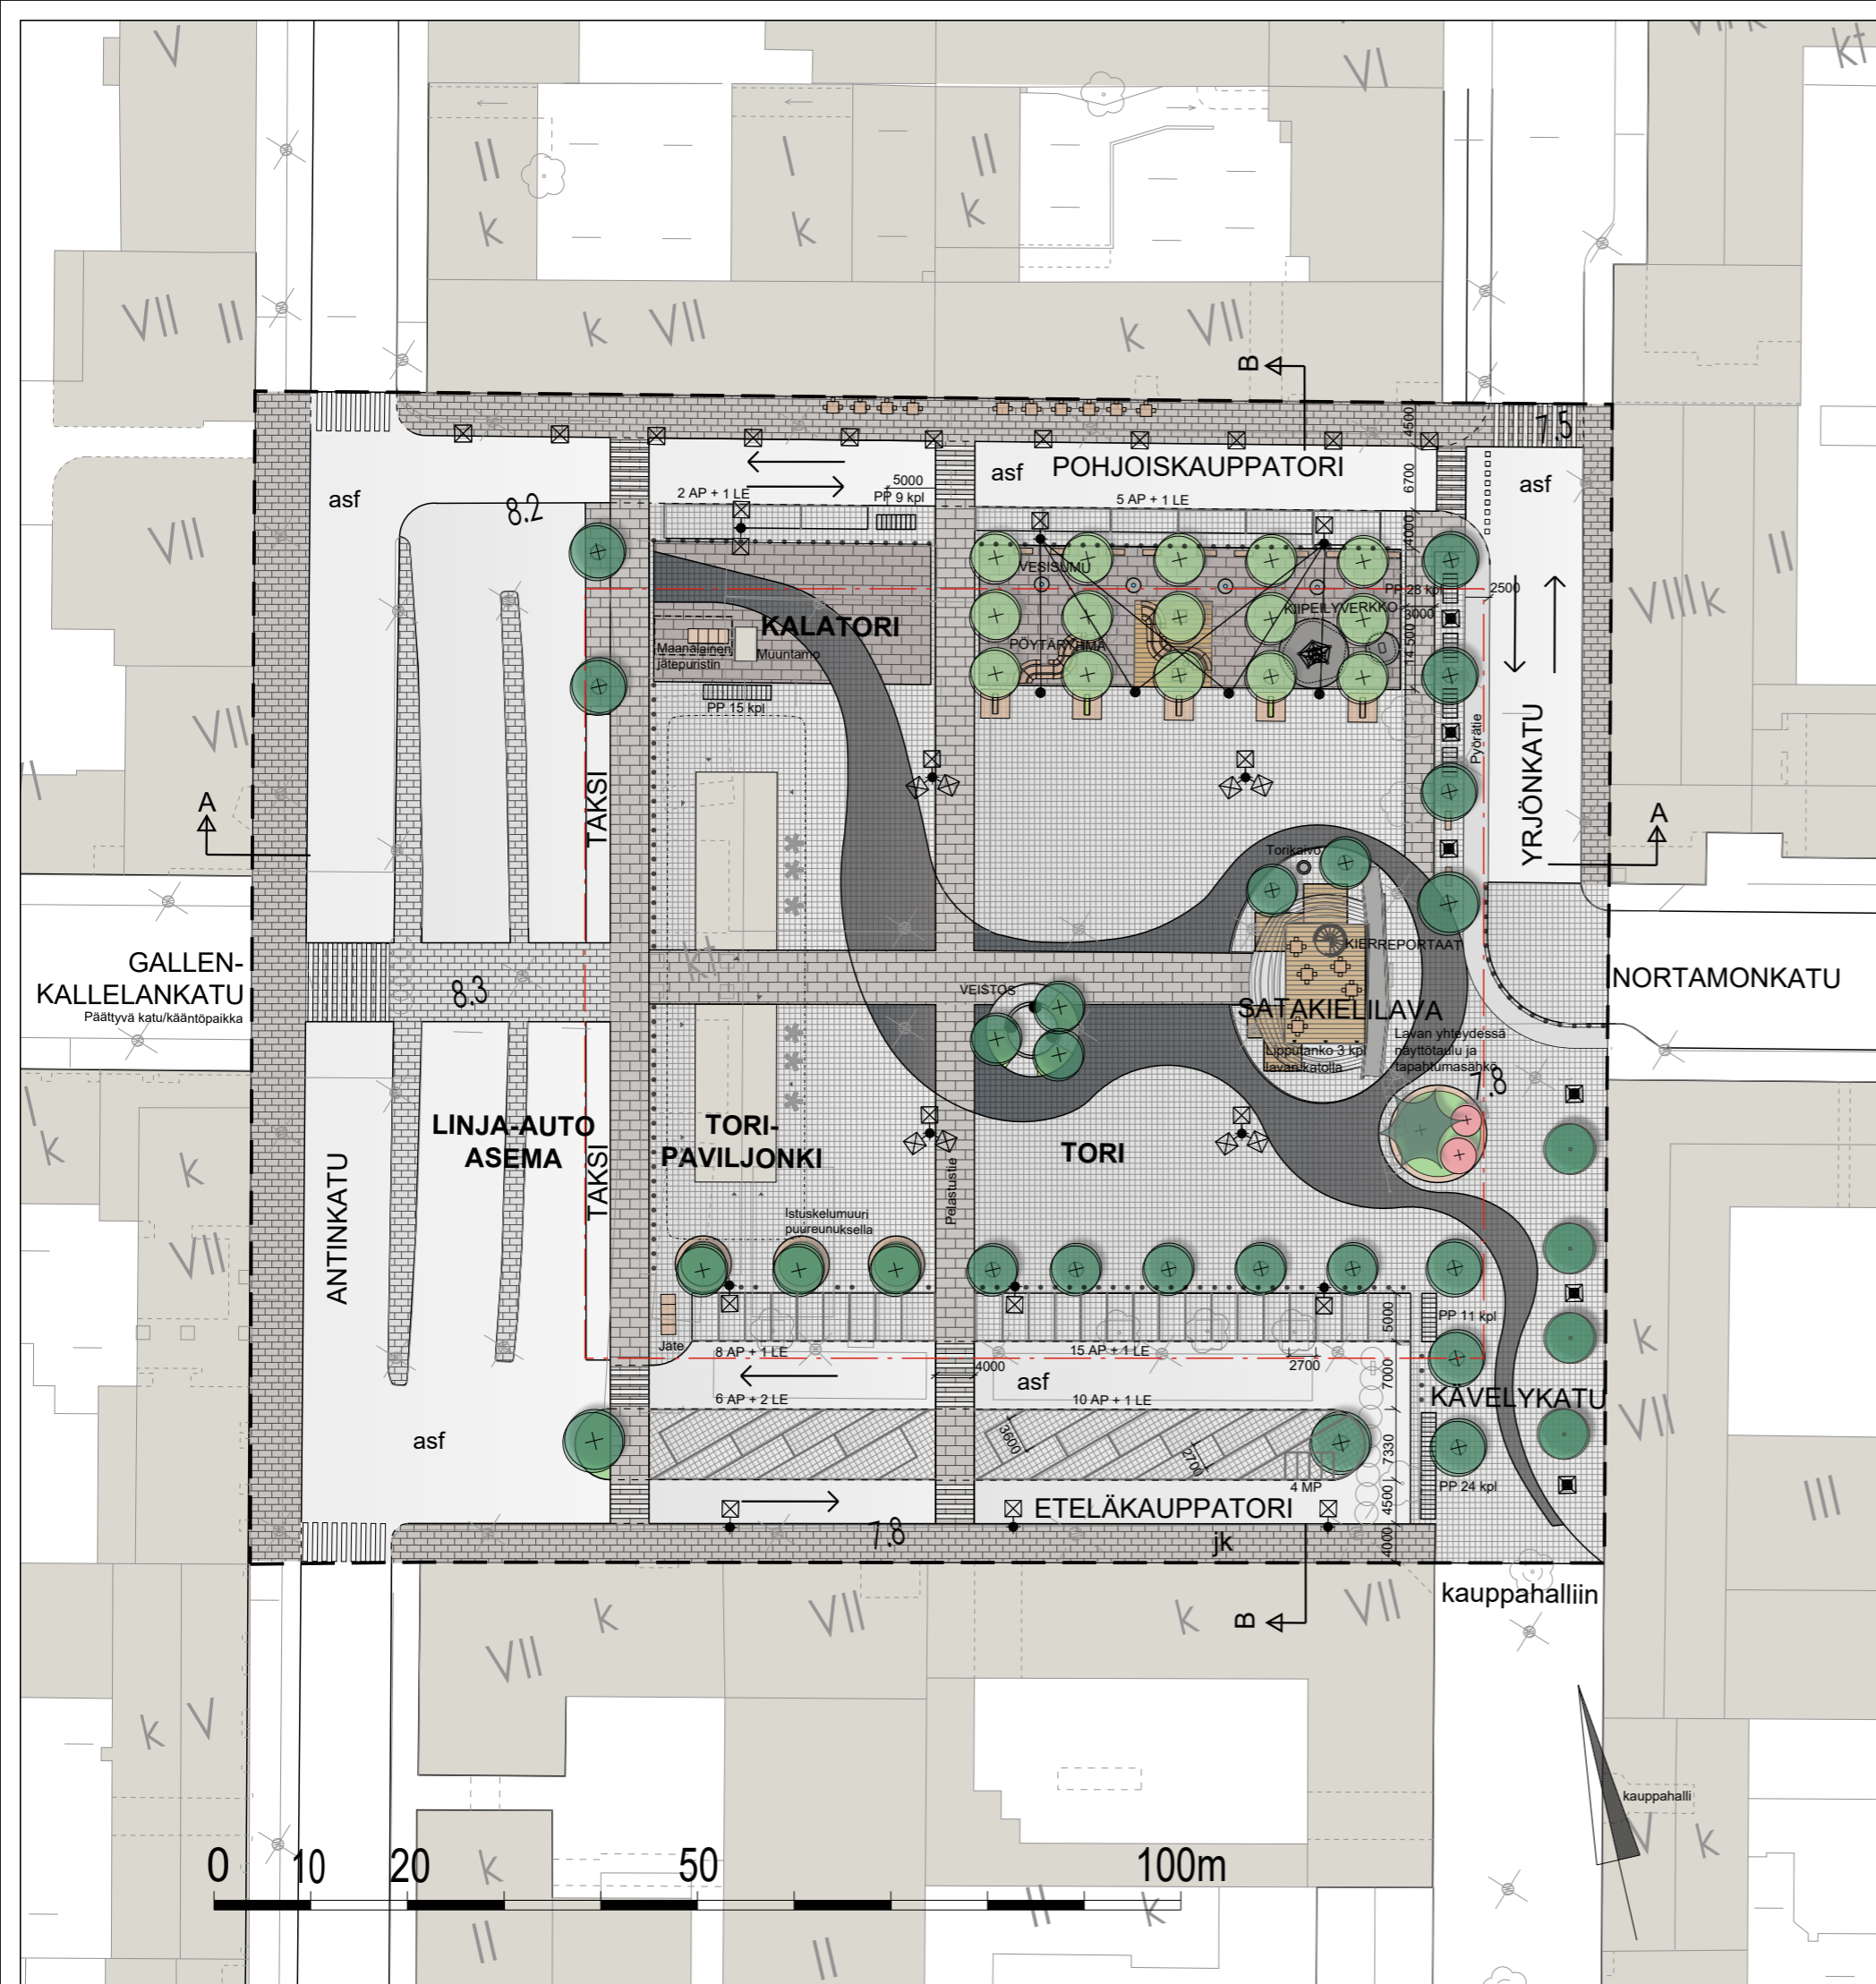 V
VI
kt
II
k
I
k
II
k
VII
II
k
VII
k
VII
B
7.5
4500
asf
8.2
2 AP + 1 LE
5000
PP 9 kpl
asf
POHJOISKAUPPATORI
5 AP + 1 LE
6700
asf
VII
II
4000
VESISUMU
PP 28 kpl
2500
VIII k
KALATORI
KIIPEILYVERKKO
3000
Maanalainen
jätepuristin
Muuntamo
PÖYTÄRYHMÄ
14 500
PP 15 kpl
VII
TAKSI
Pyörätie
YRJÖNKATU
A
A
Torikaivo
GALLEN-
KALLELANKATU
Päättyvä katu/kääntöpaikka
8.3
kt
VEISTOS
KIERREPORTAAT
NORTAMONKATU
SATAKIELILAVA
Lipputanko 3 kpl
lavan katolla
Lavan yhteydessä
näyttötaulu ja
tapahtumasähkö
7.8
I
k
k
LINJA-AUTO
ASEMA
TORI-
PAVILJONKI
TORI
TAKSI
Pelastustie
ANTINKATU
VII
Istuskelumuuri
puureunuksella
5000
PP 11 kpl
k
Jäte
8 AP + 1 LE
15 AP + 1 LE
4000
2700
asf
7000
6 AP + 2 LE
10 AP + 1 LE
KÄVELYKATU
VII
asf
3600
2700
7330
4 MP
PP 24 kpl
III
ETELÄKAUPPATORI
4500
7.8
jk
4000
kauppahalliin
B
k
VII
k
VII
VII
k
V
kauppahalli
V
k
0
10
20
50
100m
k
II
II
II
k